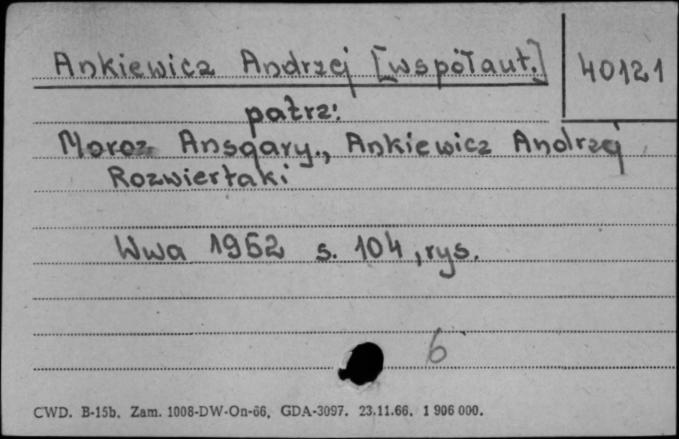 Ankiewicz Andrzej [współaut.]
40121
patrz:
Moroz Ansgary., Ankiewicz Andrzej
Rozwiertaki
Wwa 1962 s. 104, rys.
6
CWD. B-15b. Zam. 1008-DW-On-66. GDA-3097. 23.11.66. 1 906 000.